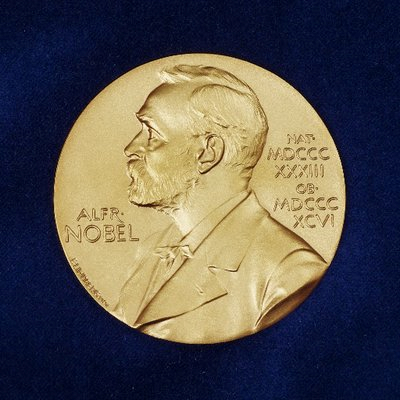 ALFR·
NOBEL
NAT·
MDCCC
XXXIII
OB·
MDCCC
XCVI